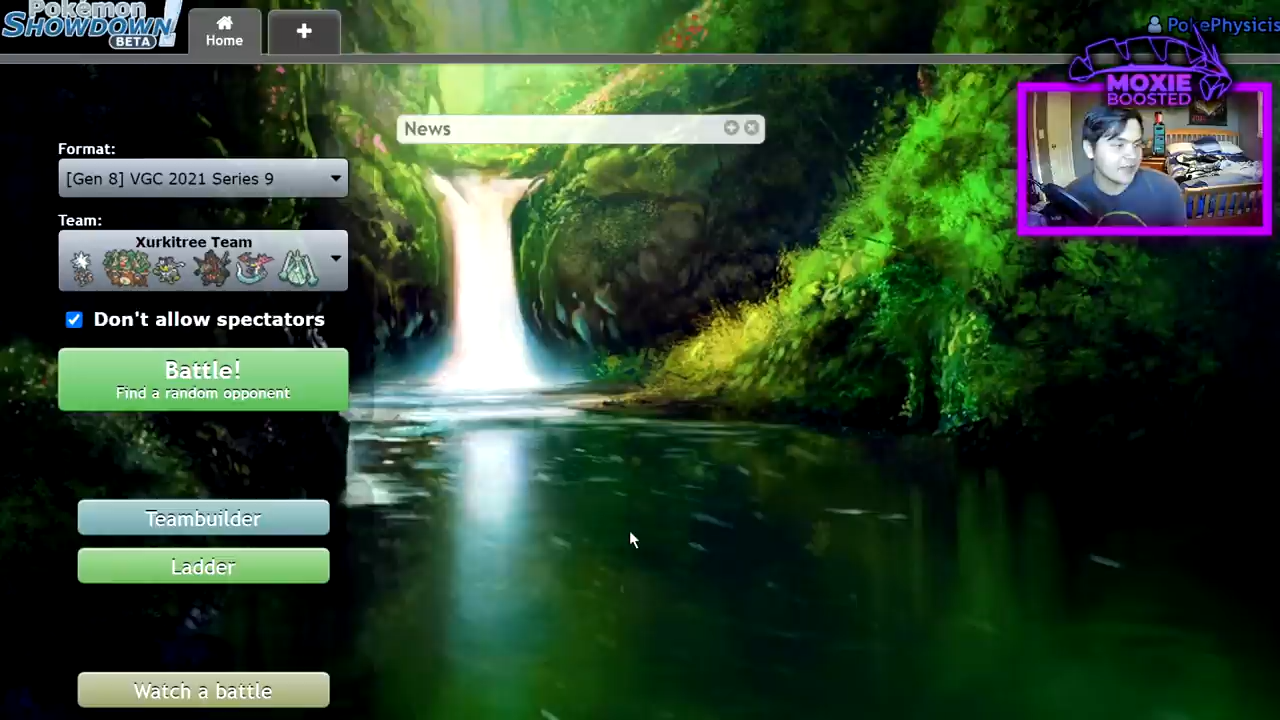 Pokémon
SHOWDOWN!
BETA
Home
PokePhysicis
MOXIE
BOOSTED
News
Format:
[Gen 8] VGC 2021 Series 9
Team:
Xurkitree Team
Don't allow spectators
Battle!
Find a random opponent
Teambuilder
Ladder
Watch a battle